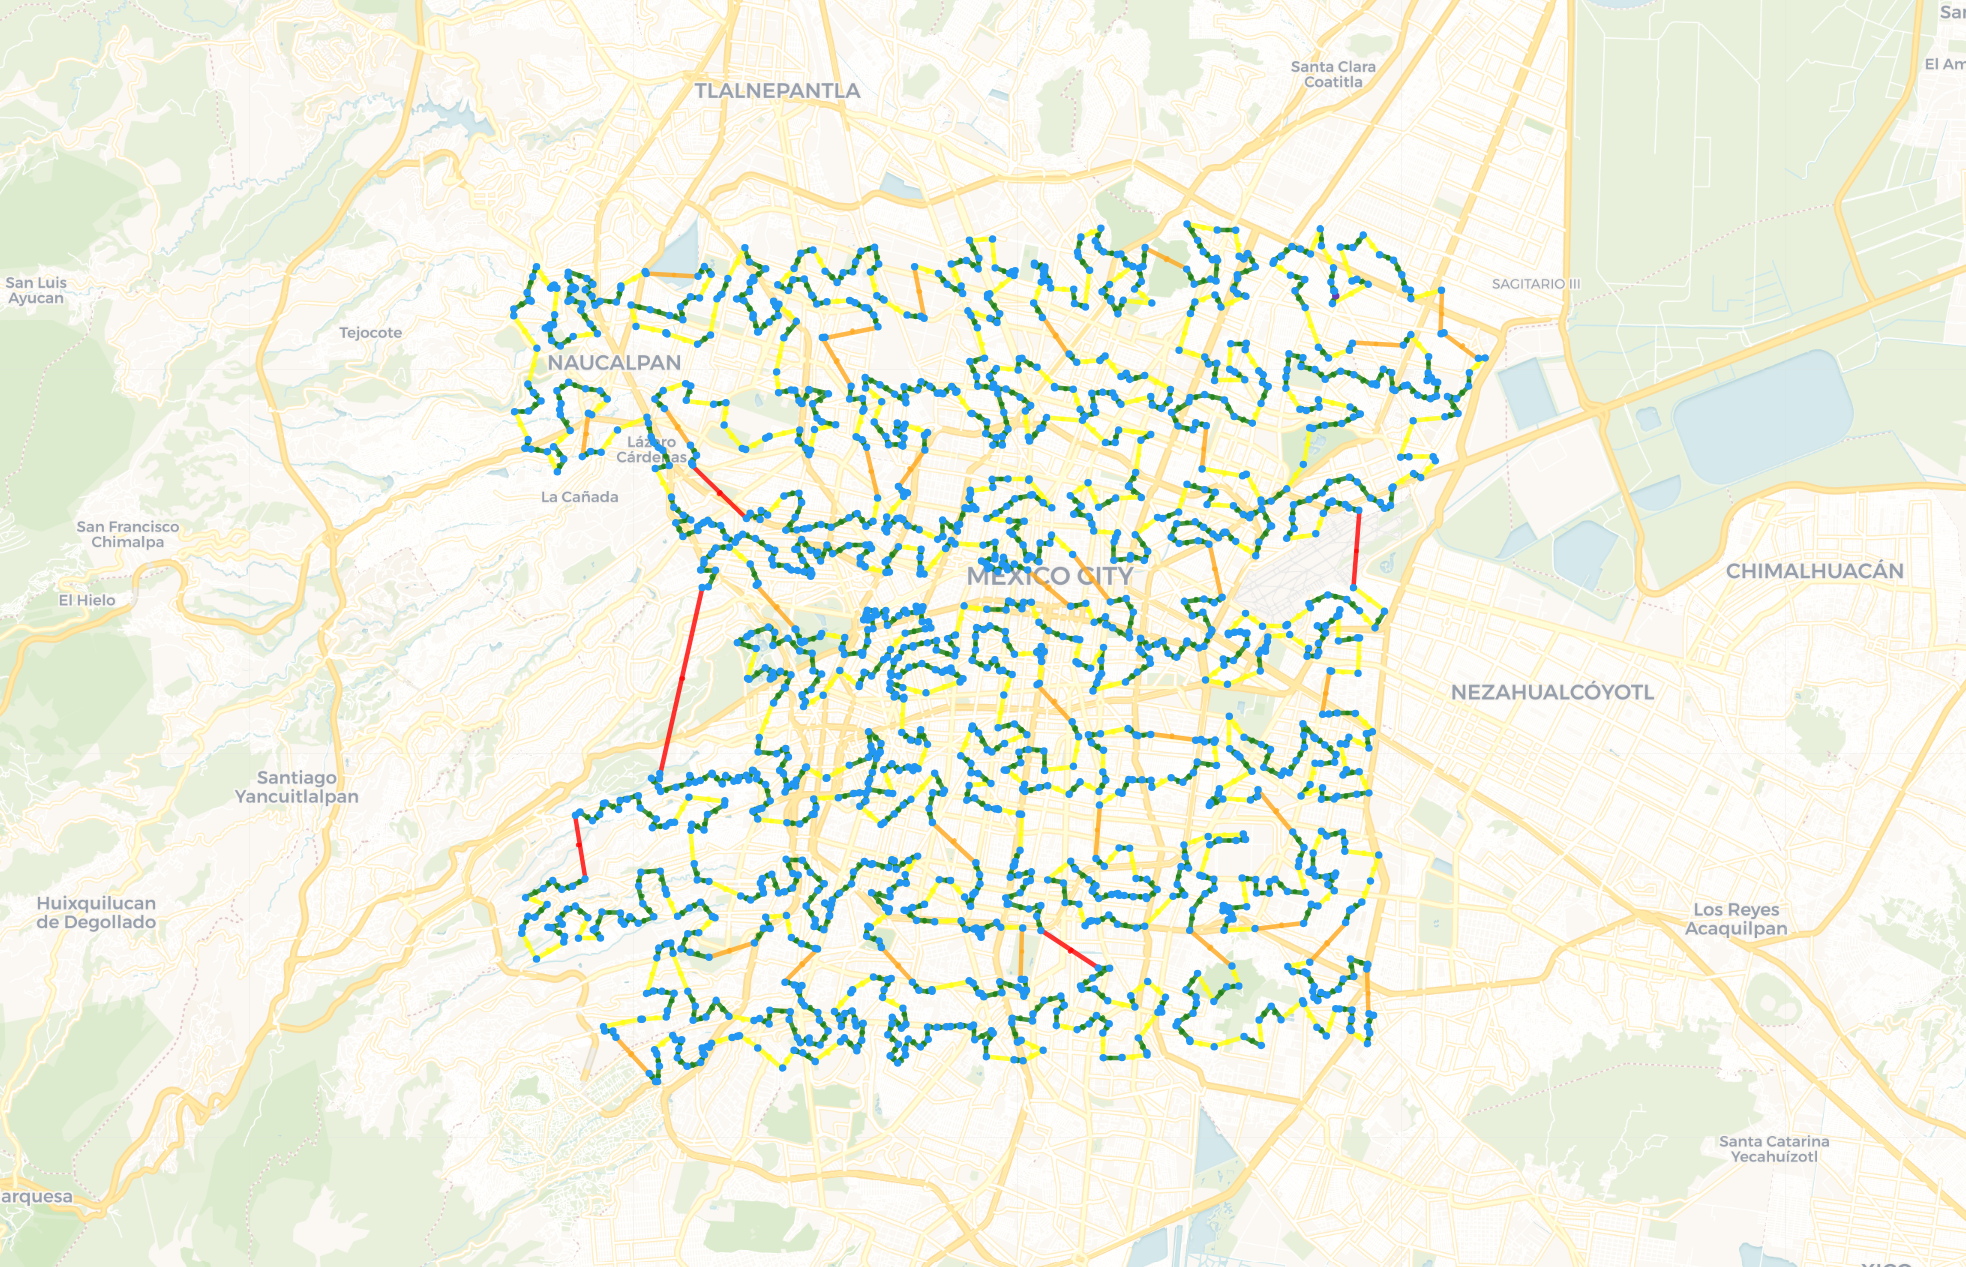 Sa
El Am
Santa Clara
Coatitla
TLALNEPANTLA
San Luis
Ayucan
SAGITARIO III
Tejocote
NAUCALPAN
Lázaro
Cárdenas
La Cañada
San Francisco
Chimalpa
MEXICO CITY
CHIMALHUACÁN
El Hielo
NEZAHUALCÓYOTL
Santiago
Yancuitlalpan
Huixquilucan
de Degollado
Los Reyes
Acaquilpan
Santa Catarina
Yecahuízotl
arquesa